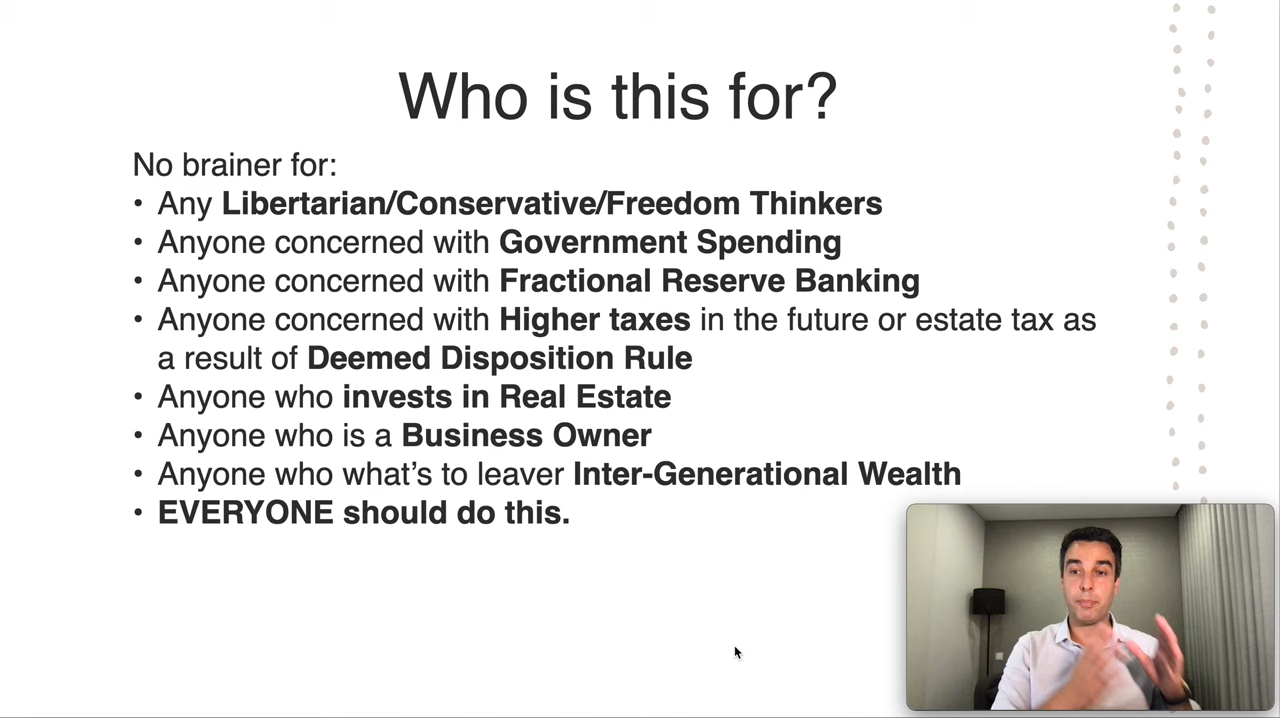 Who is this for?
No brainer for:
• Any Libertarian/Conservative/Freedom Thinkers
• Anyone concerned with Government Spending
• Anyone concerned with Fractional Reserve Banking
• Anyone concerned with Higher taxes in the future or estate tax as
a result of Deemed Disposition Rule
• Anyone who invests in Real Estate
• Anyone who is a Business Owner
• Anyone who what’s to leaver Inter-Generational Wealth
• EVERYONE should do this.